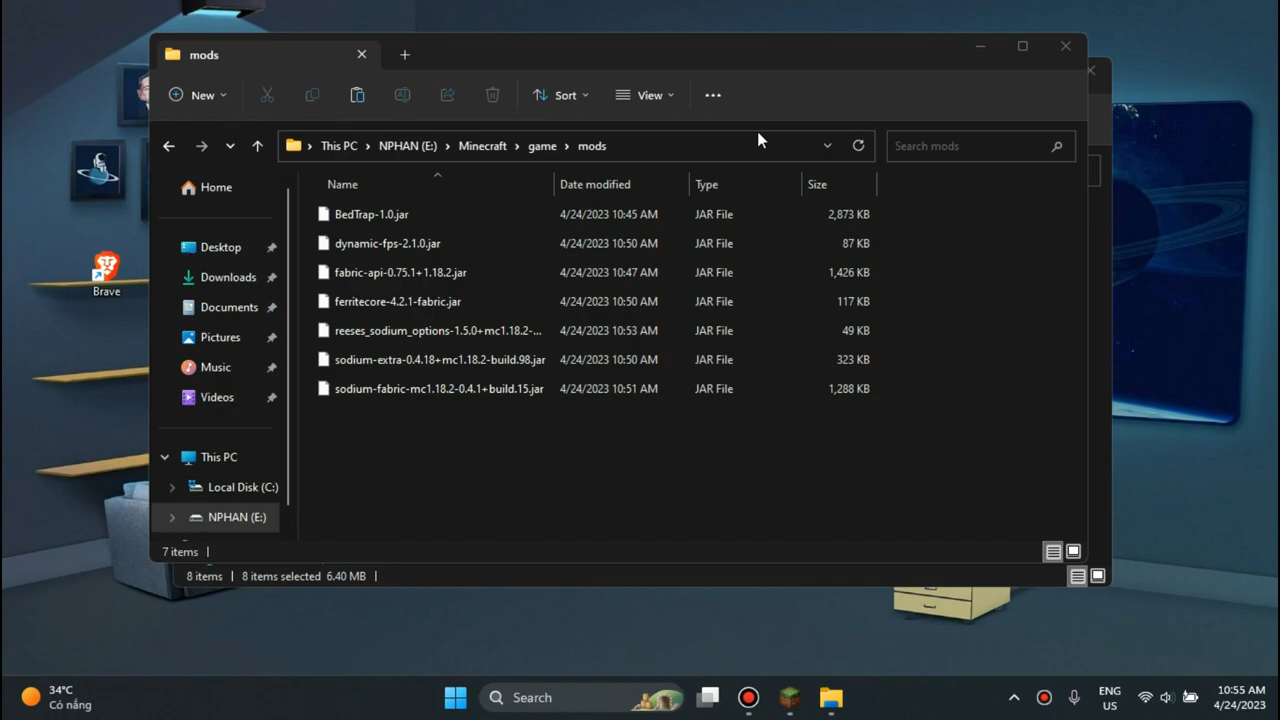 mods
New
Sort
View
This PC
NPHAN (E:)
Minecraft
game
mods
Search mods
Home
Desktop
Downloads
Documents
Pictures
Music
Videos
This PC
Local Disk (C:)
NPHAN (E:)
Name Date modified Type Size
BedTrap-1.0.jar 4/24/2023 10:45 AM JAR File 2,873 KB
dynamic-fps-2.1.0.jar 4/24/2023 10:50 AM JAR File 87 KB
fabric-api-0.75.1+1.18.2.jar 4/24/2023 10:47 AM JAR File 1,426 KB
ferritecore-4.2.1-fabric.jar 4/24/2023 10:50 AM JAR File 117 KB
reeses_sodium_options-1.5.0+mc1.18.2-... 4/24/2023 10:53 AM JAR File 49 KB
sodium-extra-0.4.18+mc1.18.2-build.98.jar 4/24/2023 10:50 AM JAR File 323 KB
sodium-fabric-mc1.18.2-0.4.1+build.15.jar 4/24/2023 10:51 AM JAR File 1,288 KB
7 items
8 items 8 items selected 6.40 MB
Brave
34°C
Có nắng
Search
ENG
US
10:55 AM
4/24/2023